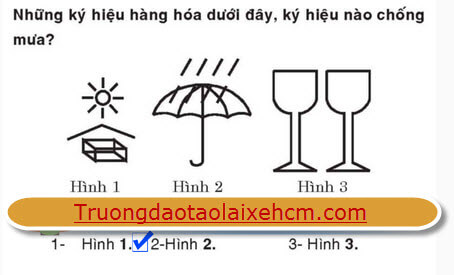 Những ký hiệu hàng hóa dưới đây, ký hiệu nào chống
mưa?
Hình 1 Hình 2 Hình 3
Truongdaotaolaixehcm.com
1- Hình 1. 2-Hình 2. 3- Hình 3.